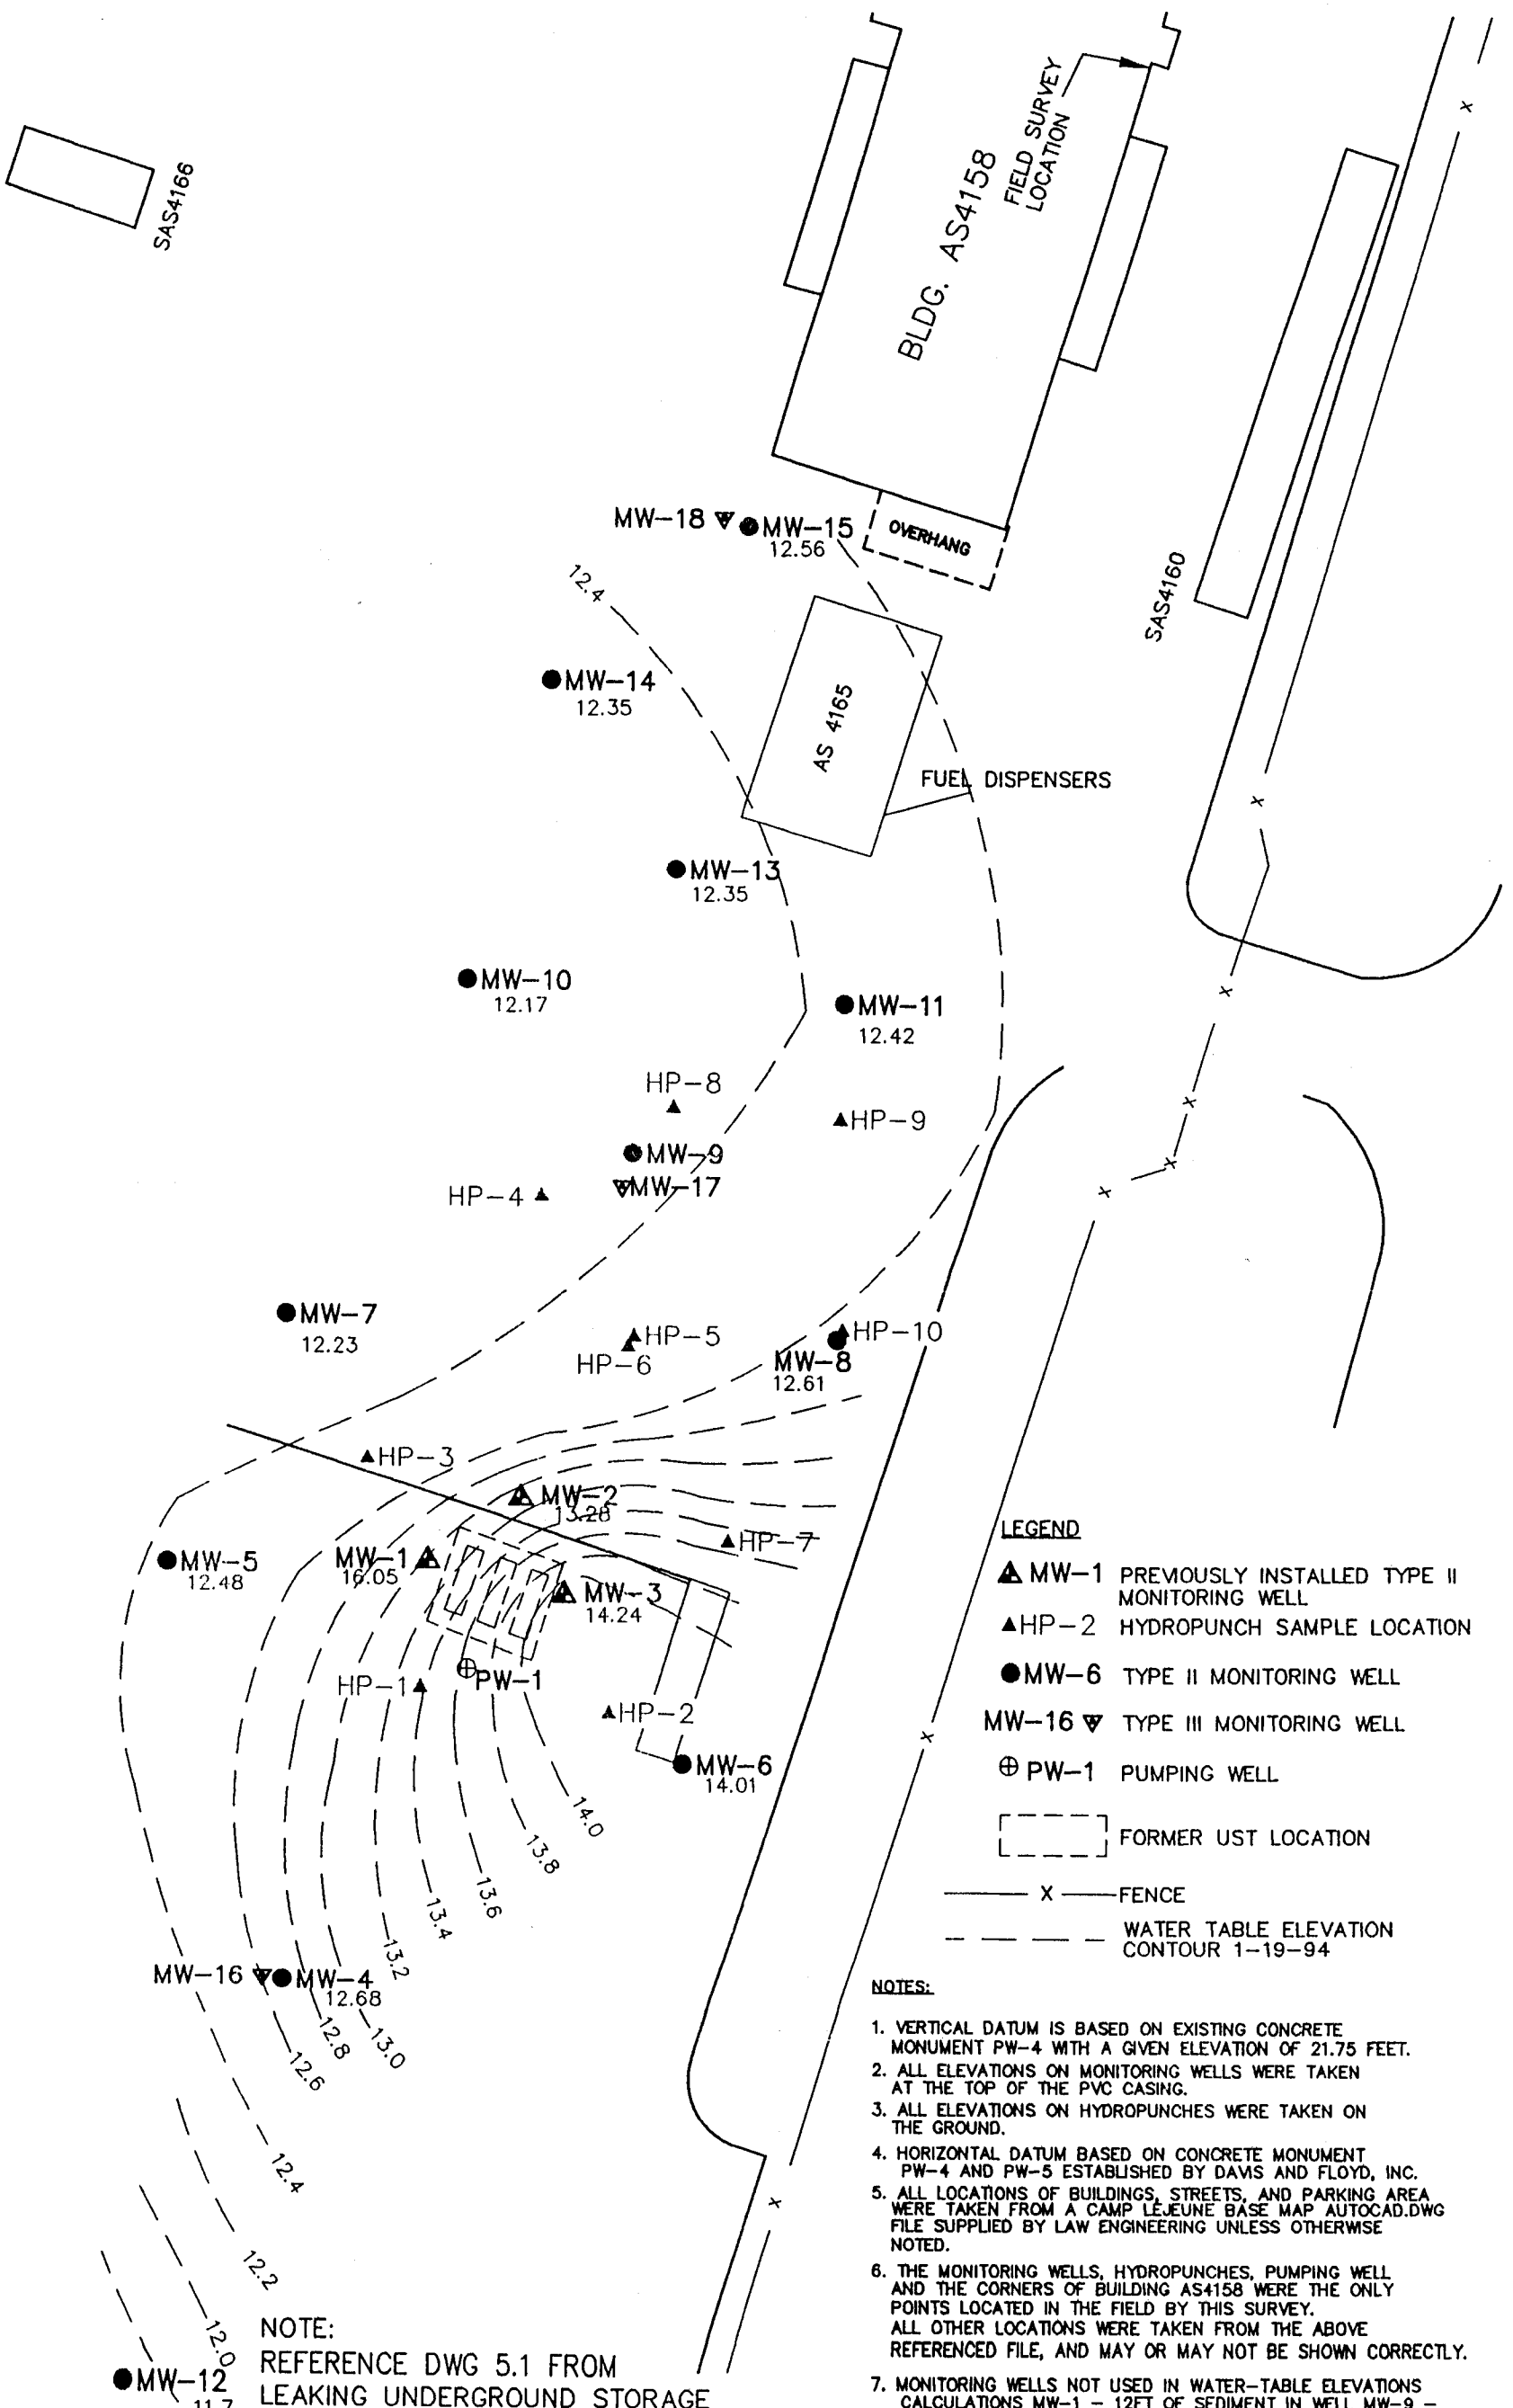 SAS4166
FIELD SURVEY
LOCATION
BLDG. AS4158
MW-18
MW-15
12.56
OVERHANG
SAS4160
12.4
MW-14
12.35
AS 4165
FUEL DISPENSERS
MW-13
12.35
MW-10
12.17
MW-11
12.42
HP-8
HP-9
MW-9
MW-17
HP-4
MW-7
12.23
HP-5
HP-6
HP-10
MW-8
12.61
HP-3
MW-2
13.28
HP-7
MW-5
12.48
MW-1
16.05
MW-3
14.24
HP-1
PW-1
HP-2
MW-6
14.01
14.0
13.8
13.6
13.4
13.2
MW-16
MW-4
12.68
13.0
12.8
12.6
12.4
12.2
12.0
MW-12
NOTE:
REFERENCE DWG 5.1 FROM
LEAKING UNDERGROUND STORAGE
LEGEND
MW-1 PREVIOUSLY INSTALLED TYPE II
MONITORING WELL
HP-2 HYDROPUNCH SAMPLE LOCATION
MW-6 TYPE II MONITORING WELL
MW-16 TYPE III MONITORING WELL
PW-1 PUMPING WELL
FORMER UST LOCATION
X FENCE
WATER TABLE ELEVATION
CONTOUR 1-19-94
NOTES:
1. VERTICAL DATUM IS BASED ON EXISTING CONCRETE
MONUMENT PW-4 WITH A GIVEN ELEVATION OF 21.75 FEET.
2. ALL ELEVATIONS ON MONITORING WELLS WERE TAKEN
AT THE TOP OF THE PVC CASING.
3. ALL ELEVATIONS ON HYDROPUNCHES WERE TAKEN ON
THE GROUND.
4. HORIZONTAL DATUM BASED ON CONCRETE MONUMENT
PW-4 AND PW-5 ESTABLISHED BY DAVIS AND FLOYD, INC.
5. ALL LOCATIONS OF BUILDINGS, STREETS, AND PARKING AREA
WERE TAKEN FROM A CAMP LEJEUNE BASE MAP AUTOCAD.DWG
FILE SUPPLIED BY LAW ENGINEERING UNLESS OTHERWISE
NOTED.
6. THE MONITORING WELLS, HYDROPUNCHES, PUMPING WELL
AND THE CORNERS OF BUILDING AS4158 WERE THE ONLY
POINTS LOCATED IN THE FIELD BY THIS SURVEY.
ALL OTHER LOCATIONS WERE TAKEN FROM THE ABOVE
REFERENCED FILE, AND MAY OR MAY NOT BE SHOWN CORRECTLY.
7. MONITORING WELLS NOT USED IN WATER-TABLE ELEVATIONS
CALCULATIONS MW-1 - 12FT OF SEDIMENT IN WELL MW-9 -